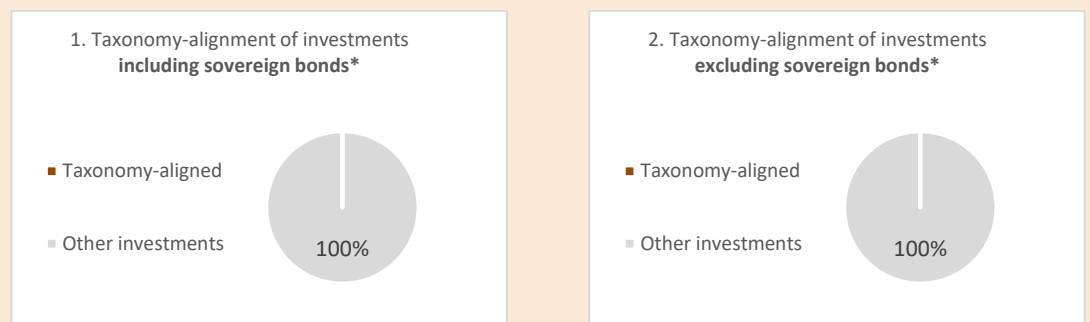 1. Taxonomy-alignment of investments
including sovereign bonds*
Taxonomy-aligned
Other investments
100%
2. Taxonomy-alignment of investments
excluding sovereign bonds*
Taxonomy-aligned
Other investments
100%